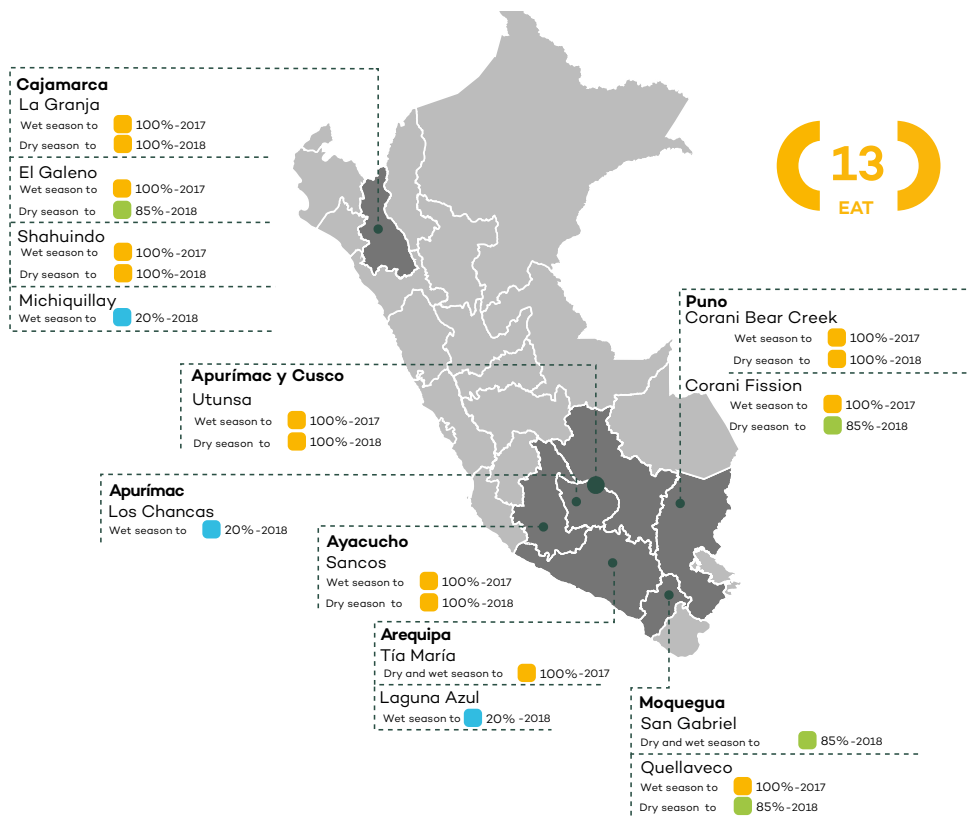 Cajamarca
La Granja
Wet season to 100%-2017
Dry season to 100%-2018
El Galeno
Wet season to 100%-2017
Dry season to 85%-2018
Shahuindo
Wet season to 100%-2017
Dry season to 100%-2018
Michiquillay
Wet season to 20%-2018
13
EAT
Puno
Corani Bear Creek
Wet season to 100%-2017
Dry season to 100%-2018
Corani Fission
Wet season to 100%-2017
Dry season to 85%-2018
Apurímac y Cusco
Utunsa
Wet season to 100%-2017
Dry season to 100%-2018
Apurímac
Los Chancas
Wet season to 20%-2018
Ayacucho
Sancos
Wet season to 100%-2017
Dry season to 100%-2018
Arequipa
Tía María
Dry and wet season to 100%-2017
Laguna Azul
Wet season to 20% -2018
Moquegua
San Gabriel
Dry and wet season to 85%-2018
Quellaveco
Wet season to 100%-2017
Dry season to 85%-2018